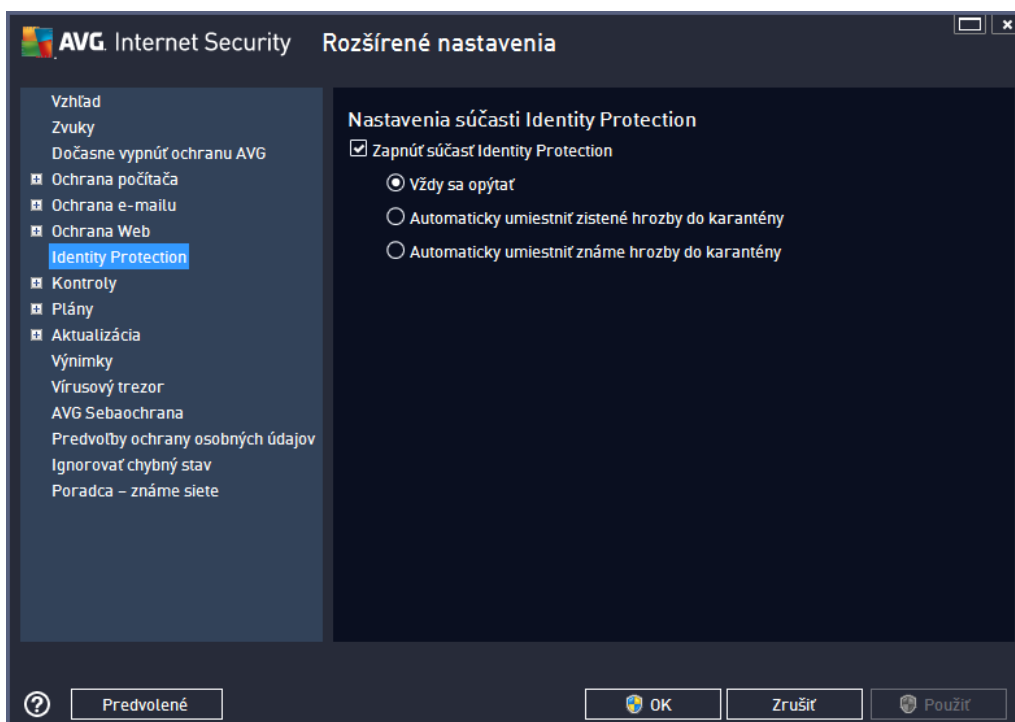 AVG. Internet Security Rozšírené nastavenia
Vzhľad
Zvuky
Dočasne vypnúť ochranu AVG
Ochrana počítača
Ochrana e-mailu
Ochrana Web
Identity Protection
Kontroly
Plány
Aktualizácia
Výnimky
Vírusový trezor
AVG Sebaochrana
Predvoľby ochrany osobných údajov
Ignorovať chybný stav
Poradca – známe siete
Nastavenia súčasti Identity Protection
Zapnúť súčasť Identity Protection
Vždy sa opýtať
Automaticky umiestniť zistené hrozby do karantény
Automaticky umiestniť známe hrozby do karantény
Predvolené
OK
Zrušiť
Použiť